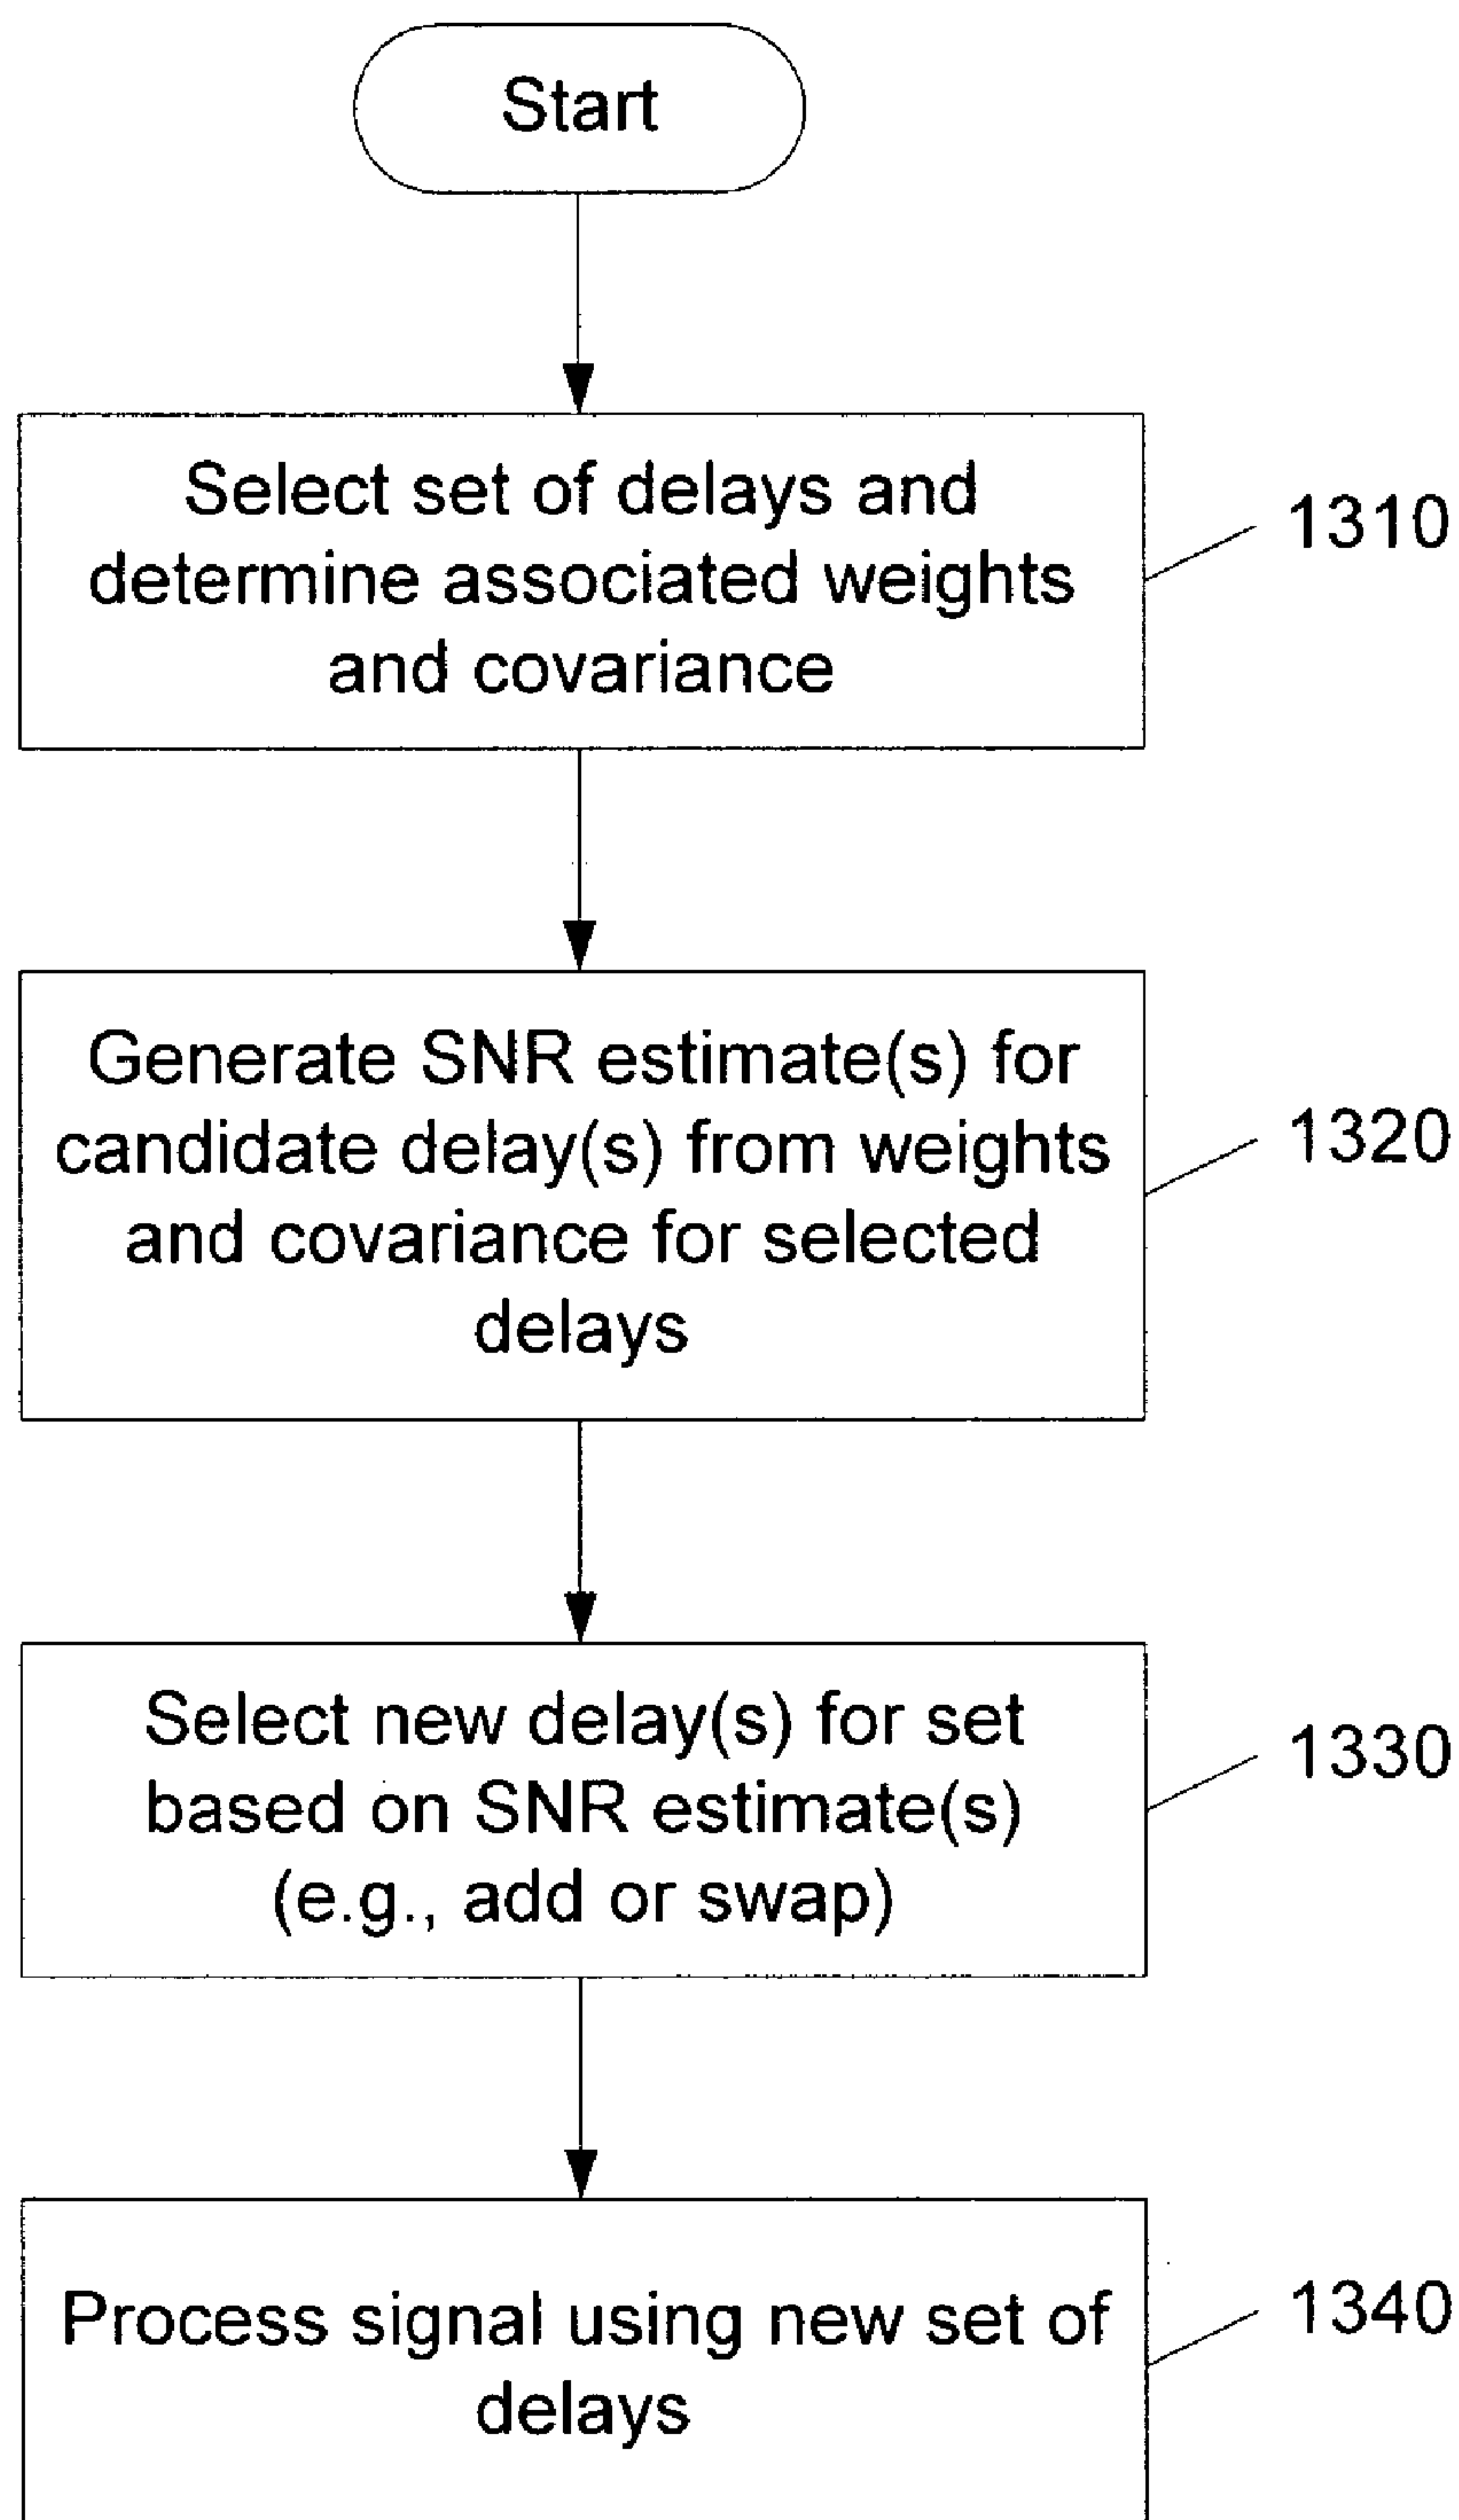 Start
Select set of delays and
determine associated weights
and covariance
1310
Generate SNR estimate(s) for
candidate delay(s) from weights
and covariance for selected
delays
1320
Select new delay(s) for set
based on SNR estimate(s)
(e.g., add or swap)
1330
Process signal using new set of
delays
1340